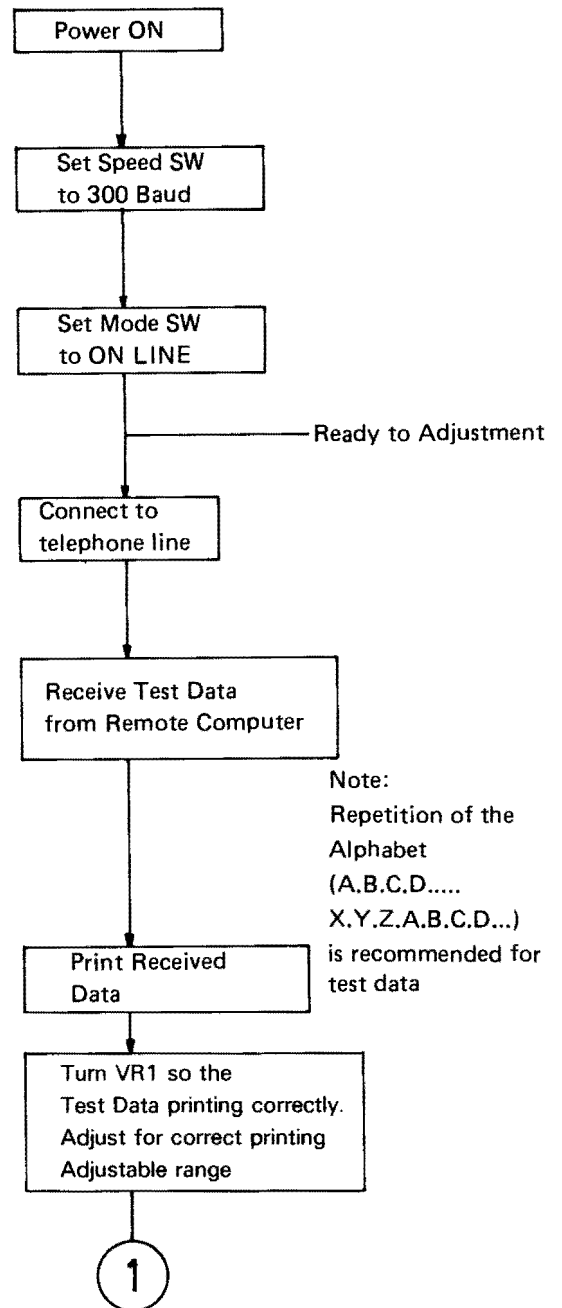 Power ON
Set Speed SW
to 300 Baud
Set Mode SW
to ON LINE
Ready to Adjustment
Connect to
telephone line
Receive Test Data
from Remote Computer
Note:
Repetition of the
Alphabet
(A.B.C.D.....
X.Y.Z.A.B.C.D...)
is recommended for
test data
Print Received
Data
Turn VR1 so the
Test Data printing correctly.
Adjust for correct printing
Adjustable range
1